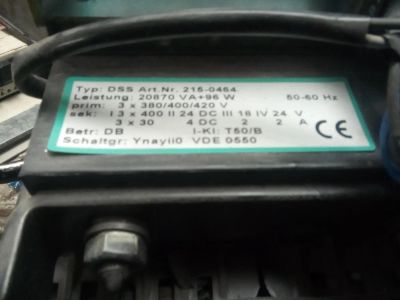 Typ: DSS Art.Nr. 215-0464
Leistung: 20870 VA+96 W 50-60 Hz
prim: 3 x 380/400/420 V
sek: I 3 x 400 II 24 DC III 18 IV 24 V
3 x 30 4 DC 2 2 A
Betr: DB I-Kl: T50/B
Schaltgr: Ynayii0 VDE 0550
CE